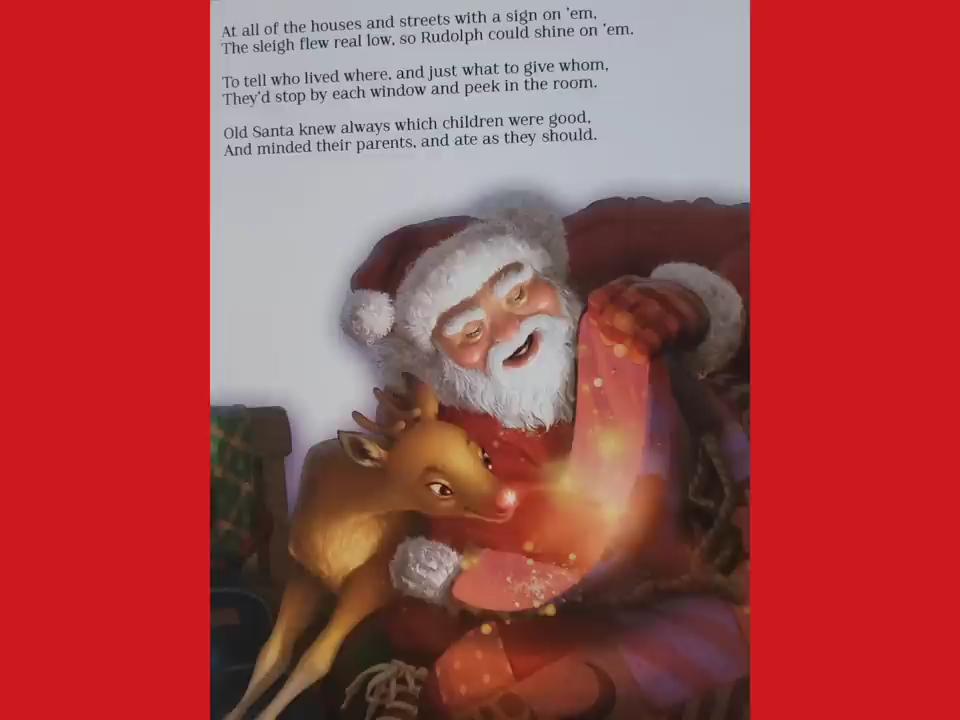 At all of the houses and streets with a sign on 'em,
The sleigh flew real low, so Rudolph could shine on 'em.
To tell who lived where, and just what to give whom,
They'd stop by each window and peek in the room.
Old Santa knew always which children were good,
And minded their parents, and ate as they should.